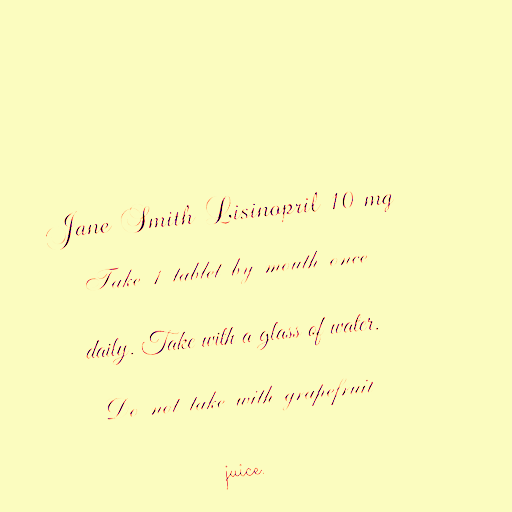 Jane Smith Lisinopril 10 mg
Take 1 tablet by mouth once
daily. Take with a glass of water.
Do not take with grapefruit
juice.